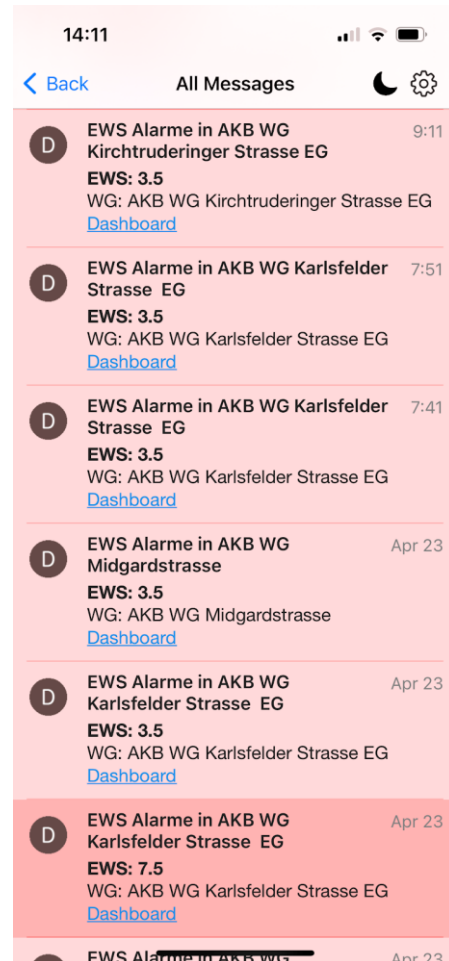 14:11
Back All Messages
D
EWS Alarme in AKB WG 9:11
Kirchtruderinger Strasse EG
EWS: 3.5
WG: AKB WG Kirchtruderinger Strasse EG
Dashboard
D
EWS Alarme in AKB WG Karlsfelder 7:51
Strasse EG
EWS: 3.5
WG: AKB WG Karlsfelder Strasse EG
Dashboard
D
EWS Alarme in AKB WG Karlsfelder 7:41
Strasse EG
EWS: 3.5
WG: AKB WG Karlsfelder Strasse EG
Dashboard
D
EWS Alarme in AKB WG Apr 23
Midgardstrasse
EWS: 3.5
WG: AKB WG Midgardstrasse
Dashboard
D
EWS Alarme in AKB WG Apr 23
Karlsfelder Strasse EG
EWS: 3.5
WG: AKB WG Karlsfelder Strasse EG
Dashboard
D
EWS Alarme in AKB WG Apr 23
Karlsfelder Strasse EG
EWS: 7.5
WG: AKB WG Karlsfelder Strasse EG
Dashboard
EWS Alarme in AKB WG Apr 23